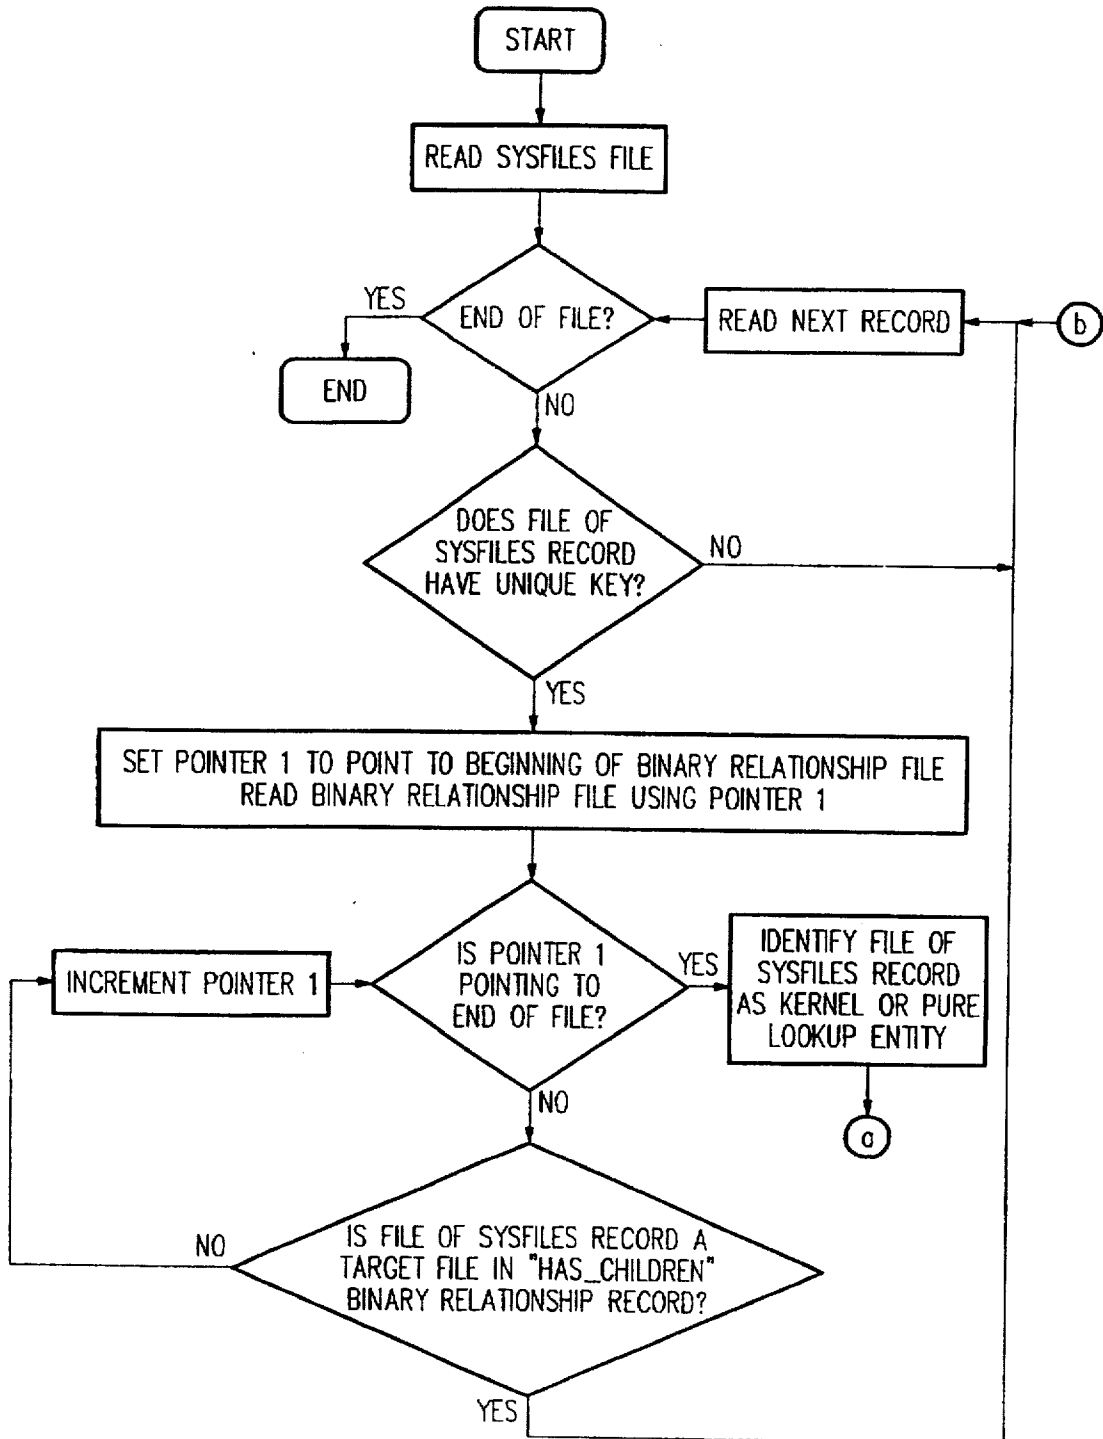 START
READ SYSFILES FILE
YES
END OF FILE?
READ NEXT RECORD
b
END
NO
DOES FILE OF
SYSFILES RECORD
HAVE UNIQUE KEY?
NO
YES
SET POINTER 1 TO POINT TO BEGINNING OF BINARY RELATIONSHIP FILE
READ BINARY RELATIONSHIP FILE USING POINTER 1
INCREMENT POINTER 1
IS POINTER 1
POINTING TO
END OF FILE?
YES
IDENTIFY FILE OF
SYSFILES RECORD
AS KERNEL OR PURE
LOOKUP ENTITY
NO
a
NO
IS FILE OF SYSFILES RECORD A
TARGET FILE IN "HAS_CHILDREN"
BINARY RELATIONSHIP RECORD?
YES